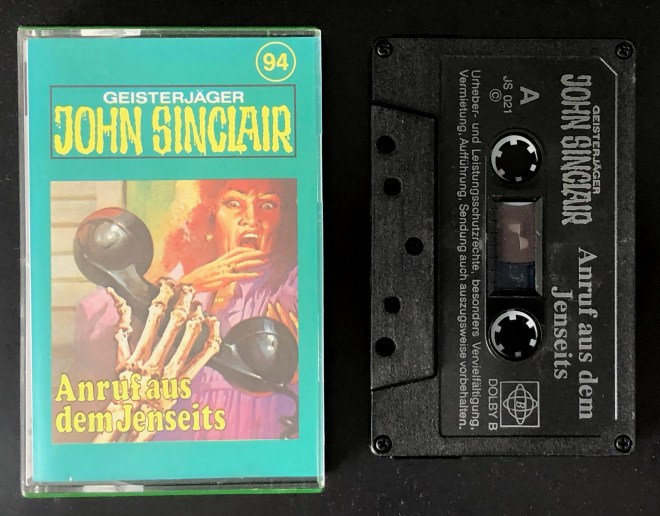 94
GEISTERJÄGER
JOHN SINCLAIR
Anruf aus
dem Jenseits
GEISTERJÄGER
JOHN SINCLAIR
Anruf aus dem
Jenseits
A
JS 021
©
Urheber- und Leistungsschutzrechte, besonders Vervielfältigung,
Vermietung, Aufführung, Sendung auch auszugsweise vorbehalten.
DOLBY B